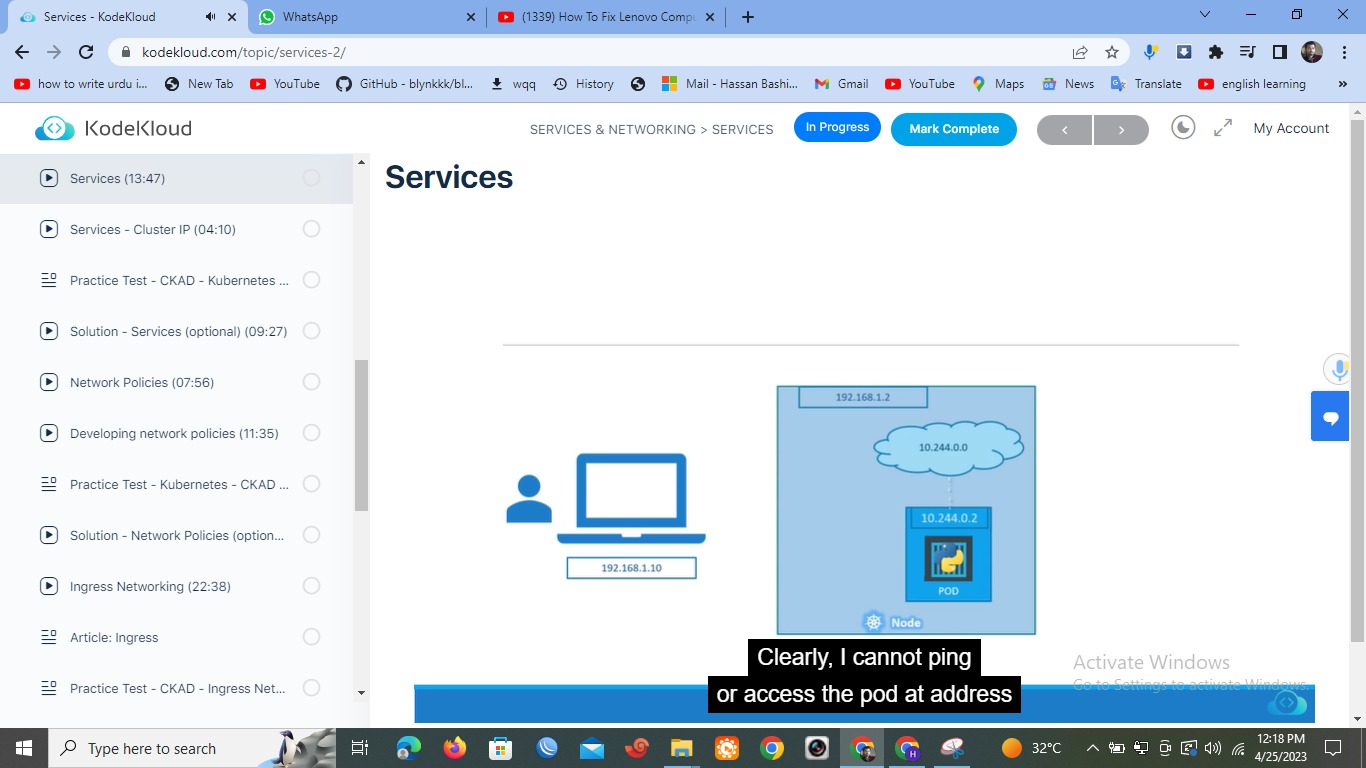 Services - KodeKloud
WhatsApp
(1339) How To Fix Lenovo Compu
kodekloud.com/topic/services-2/
how to write urdu i...
New Tab
YouTube
GitHub - blynkkk/bl...
wqq
History
Mail - Hassan Bashi...
Gmail
YouTube
Maps
News
Translate
english learning
»
KodeKloud
SERVICES & NETWORKING > SERVICES
In Progress
Mark Complete
My Account
Services (13:47)
Services - Cluster IP (04:10)
Practice Test - CKAD - Kubernetes ...
Solution - Services (optional) (09:27)
Network Policies (07:56)
Developing network policies (11:35)
Practice Test - Kubernetes - CKAD ...
Solution - Network Policies (option...
Ingress Networking (22:38)
Article: Ingress
Practice Test - CKAD - Ingress Net...
Services
192.168.1.2
10.244.0.0
10.244.0.2
POD
192.168.1.10
Node
Clearly, I cannot ping
or access the pod at address
Activate Windows
Go to Settings to activate Windows.
Type here to search
32°C
12:18 PM
4/25/2023